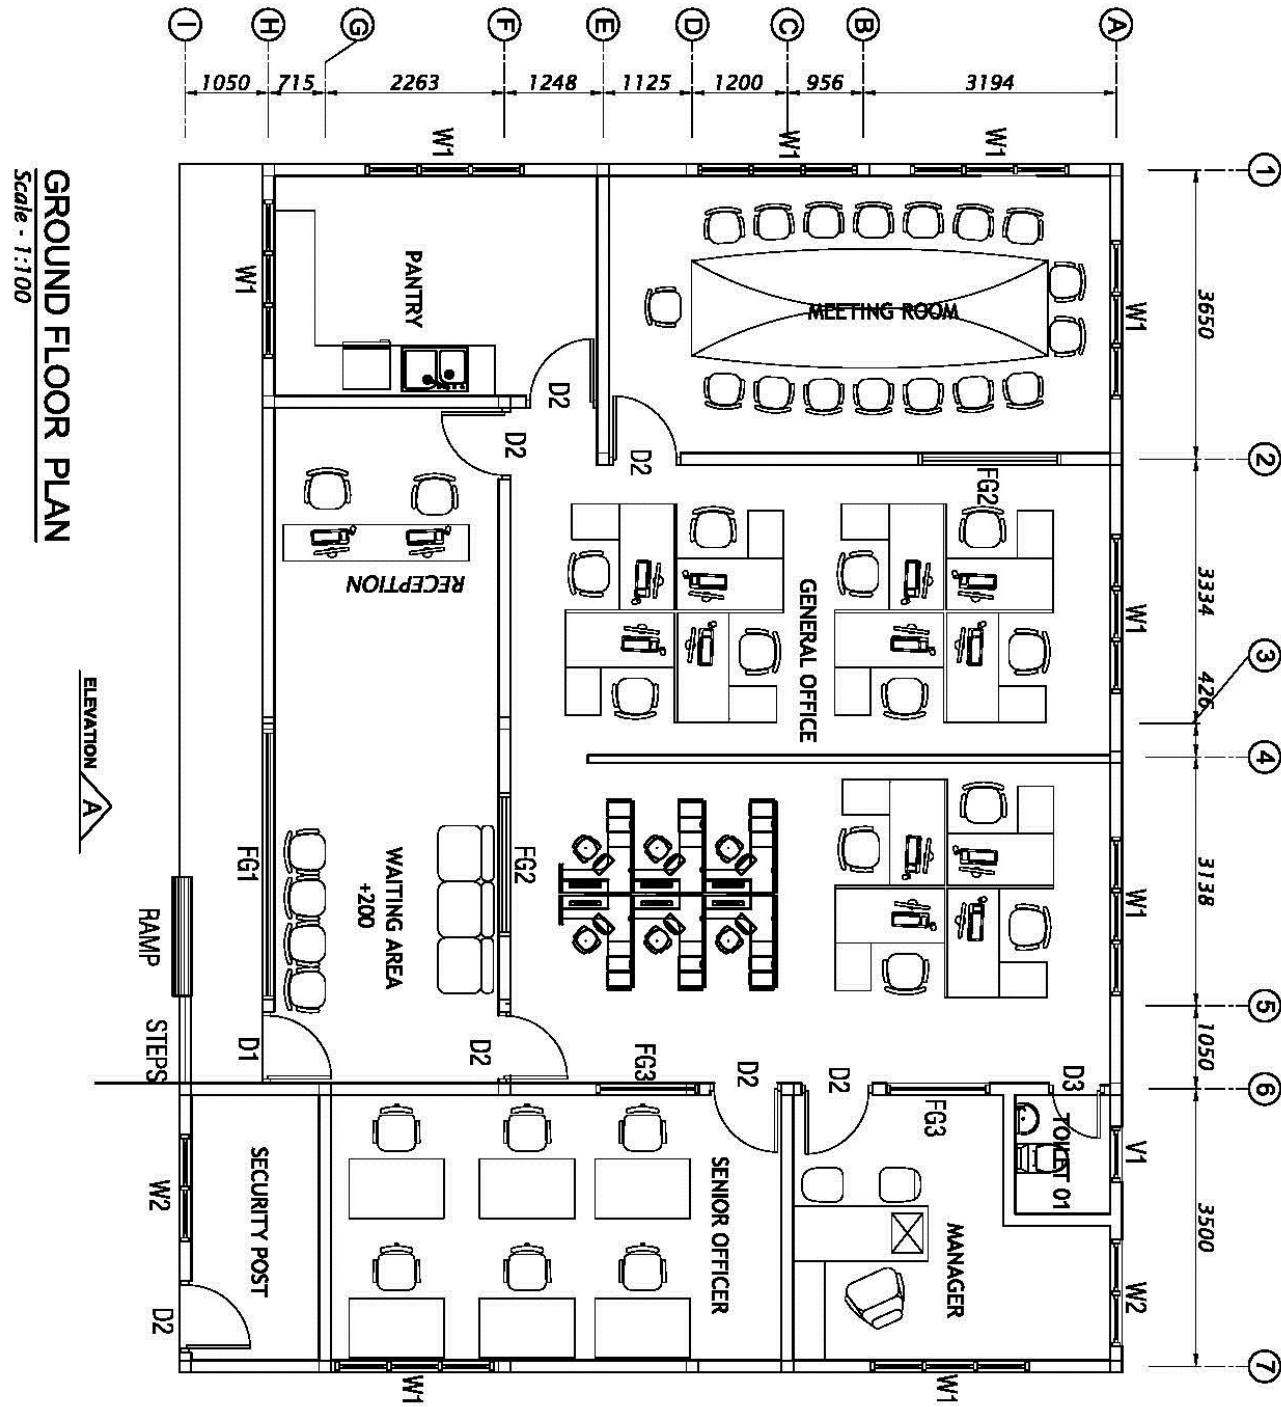 1 2 3 4 5 6 7
3650 3334 426 3138 1050 3500
W1 W1 W1 V1 W2
A
D3
TOILET 01
3194
W1
FG2
FG3
MANAGER
W1
MEETING ROOM
B
956
D2
GENERAL OFFICE
C
W1
1200
D2
SENIOR OFFICER
D
1125
D2
FG3
E
1248
D2
FG2
F
D2
D2
RECEPTION
W1
2263
PANTRY
WAITING AREA
+200
W1
G
715
H
W1
FG1
D1
SECURITY POST
1050
I
RAMP
STEPS
W2
D2
ELEVATION
A
GROUND FLOOR PLAN
Scale - 1:100